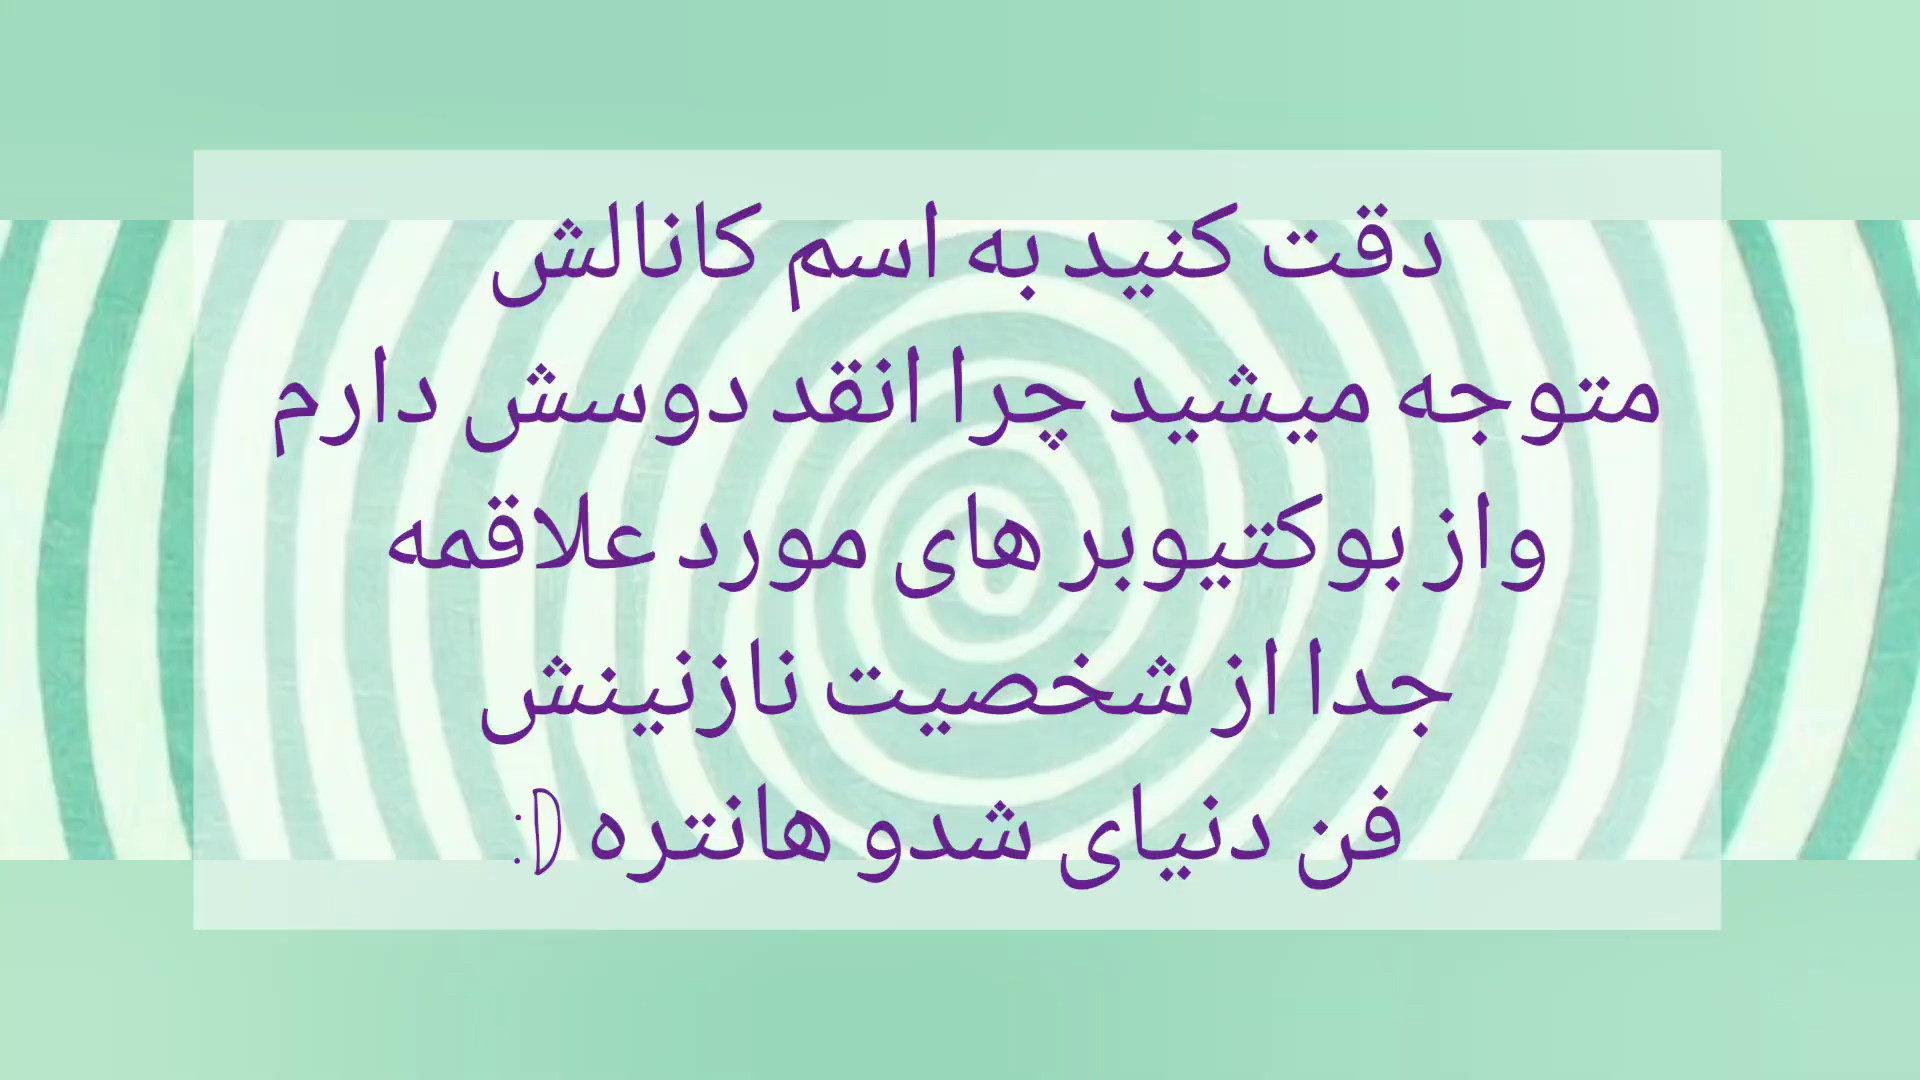 دقت کنید به اسم کانالش
متوجه میشید چرا انقد دوسش دارم
واز بوکتیوبر های مورد علاقمه
جدا از شخصیت نازنینش
فن دنیای شدو هانتره D: